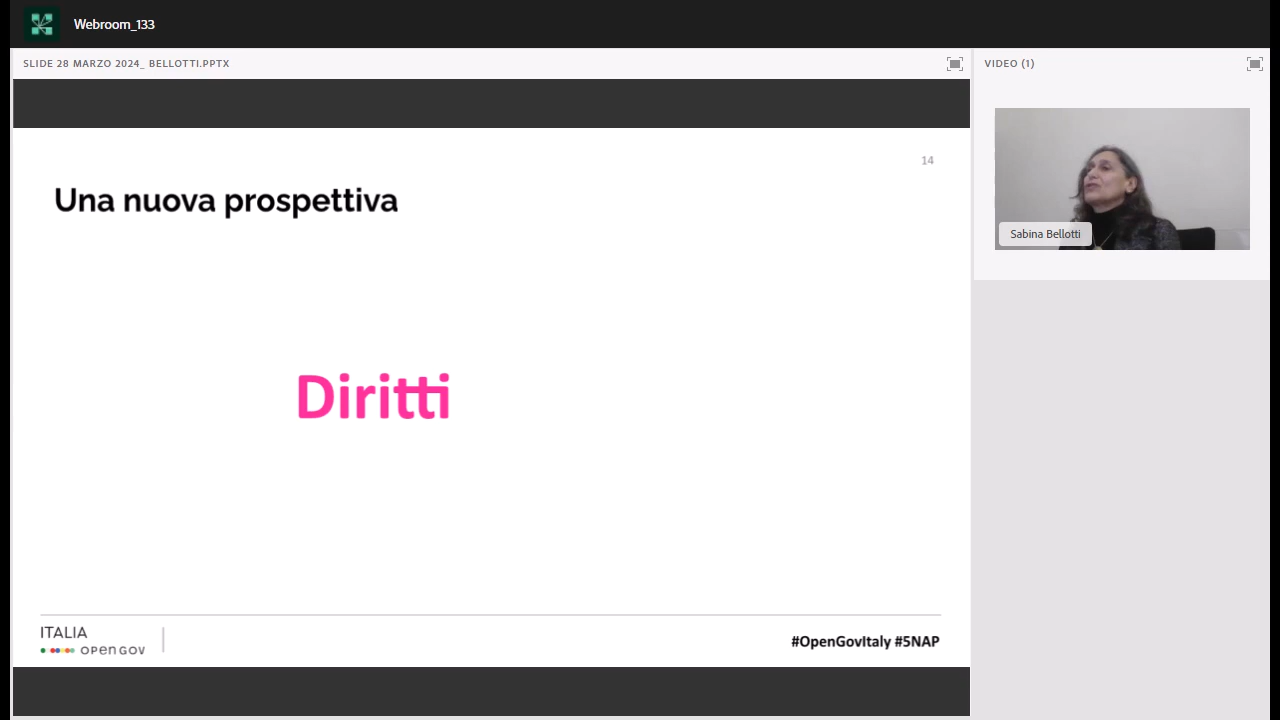 Webroom_133
SLIDE 28 MARZO 2024_ BELLOTTI.PPTX
VIDEO (1)
14
Una nuova prospettiva
Sabina Bellotti
Diritti
ITALIA
OPEN GOV
#OpenGovItaly #5NAP